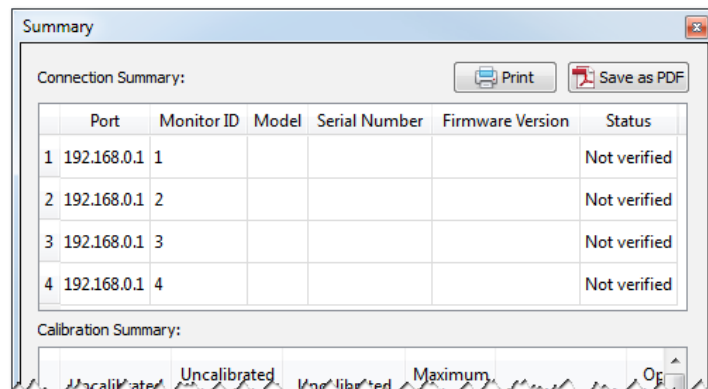 Summary
Connection Summary: Print Save as PDF
Port Monitor ID Model Serial Number Firmware Version Status
1 192.168.0.1 1 Not verified
2 192.168.0.1 2 Not verified
3 192.168.0.1 3 Not verified
4 192.168.0.1 4 Not verified
Calibration Summary:
Uncalibrated Maximum